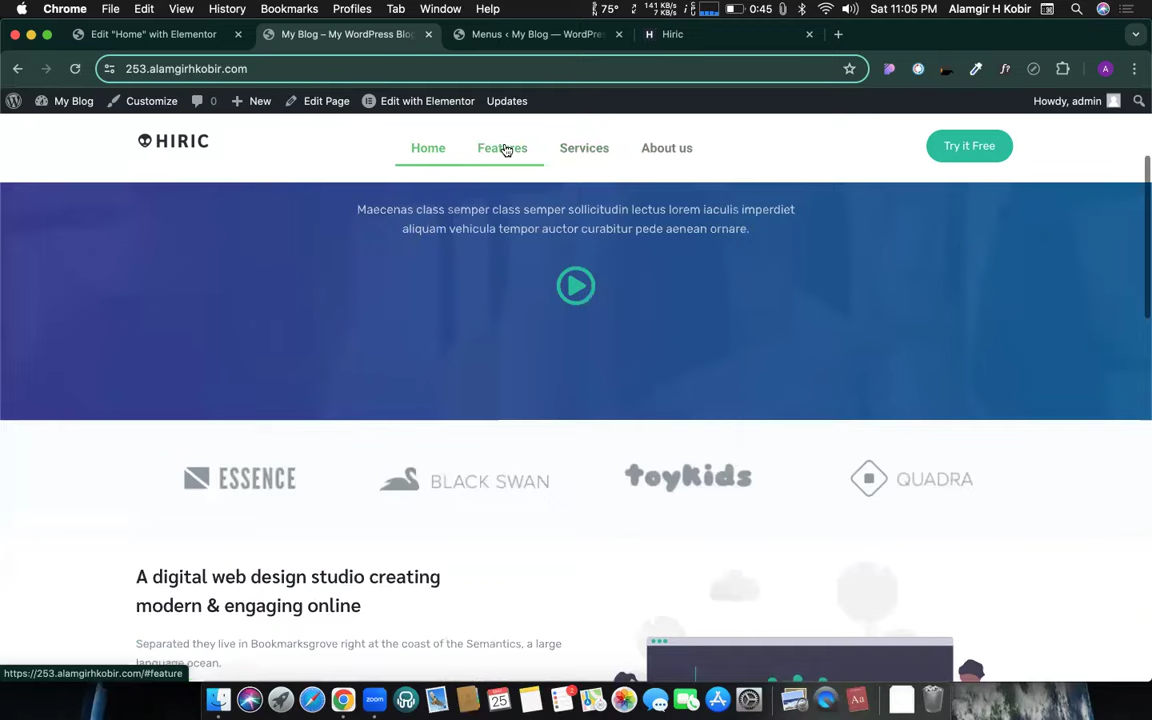 Chrome File Edit View History Bookmarks Profiles Tab Window Help 75° 141 KB/s 7 KB/s 0:45 Sat 11:05 PM Alamgir H Kobir
Edit "Home" with Elementor My Blog – My WordPress Blog Menus ‹ My Blog — WordPre Hiric
253.alamgirhkobir.com A
My Blog Customize 0 New Edit Page Edit with Elementor Updates Howdy, admin
HIRIC Home Features Services About us Try it Free
Maecenas class semper class semper sollicitudin lectus lorem iaculis imperdiet
aliquam vehicula tempor auctor curabitur pede aenean ornare.
ESSENCE BLACK SWAN toykids QUADRA
A digital web design studio creating
modern & engaging online
Separated they live in Bookmarksgrove right at the coast of the Semantics, a large
language ocean.
https://253.alamgirhkobir.com/#feature